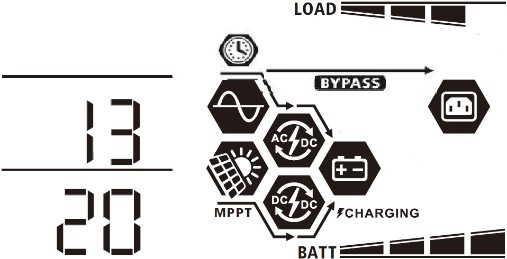 LOAD
BYPASS
13
AC DC
20
DC DC
MPPT
CHARGING
BATT